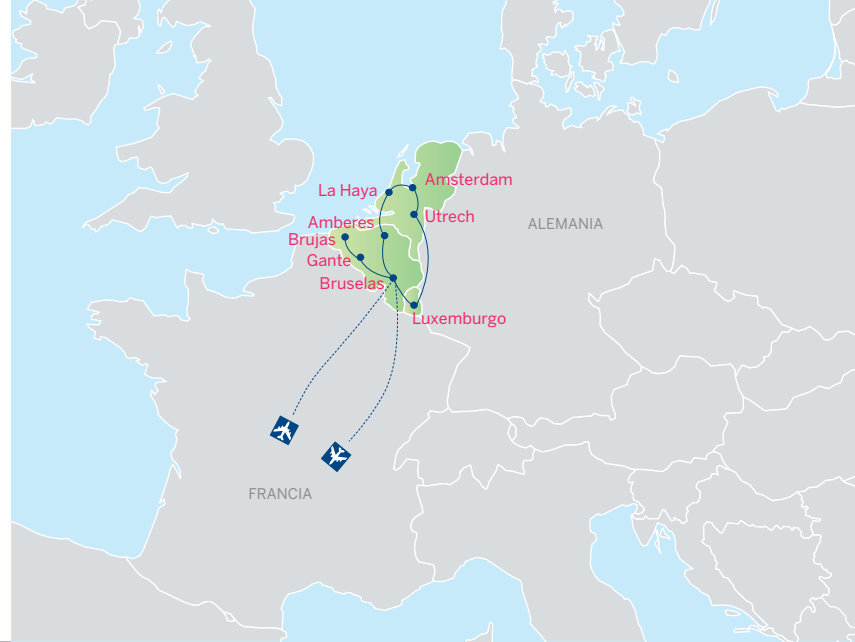 Amsterdam
La Haya
Utrech
Amberes
ALEMANIA
Brujas
Gante
Bruselas
Luxemburgo
FRANCIA